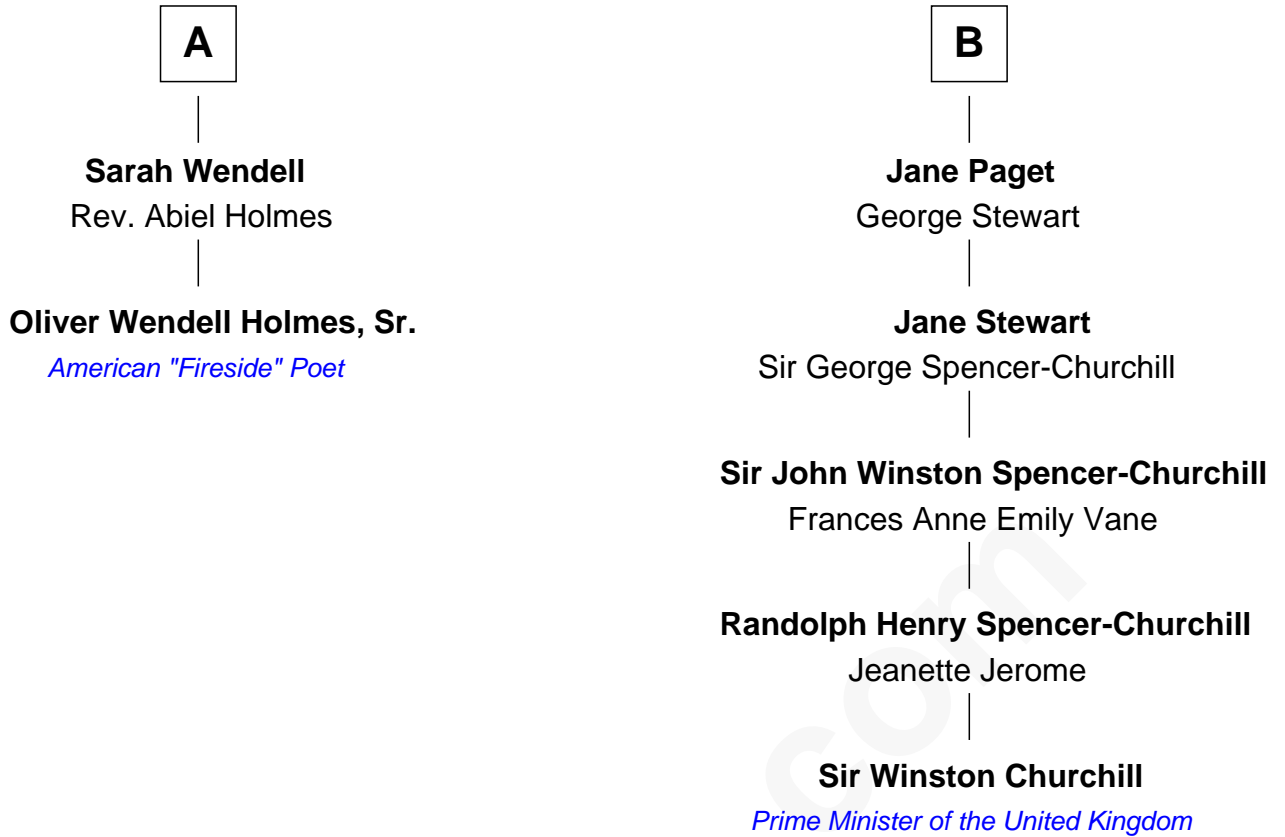 A
Sarah Wendell
Rev. Abiel Holmes
Oliver Wendell Holmes, Sr.
American "Fireside" Poet
B
Jane Paget
George Stewart
Jane Stewart
Sir George Spencer-Churchill
Sir John Winston Spencer-Churchill
Frances Anne Emily Vane
Randolph Henry Spencer-Churchill
Jeanette Jerome
Sir Winston Churchill
Prime Minister of the United Kingdom
com